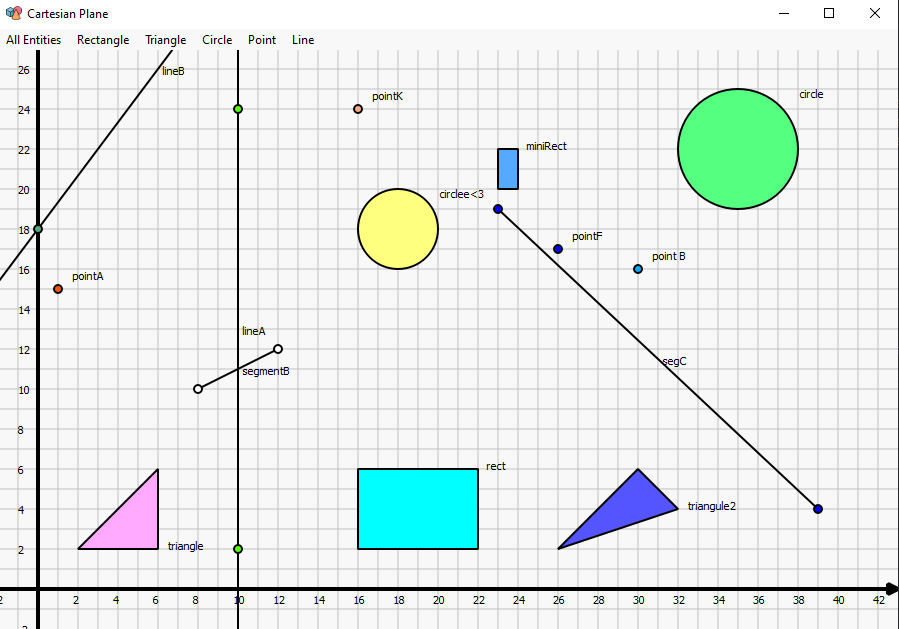 Cartesian Plane
All Entities Rectangle Triangle Circle Point Line
26
lineB
24
pointK
circle
22
miniRect
20
circlee<3
18
pointF
16
pointA
point B
14
lineA
12
segmentB
segC
10
8
6
rect
4
triangule2
2
triangle
2 2 4 6 8 10 12 14 16 18 20 22 24 26 28 30 32 34 36 38 40 42
-2